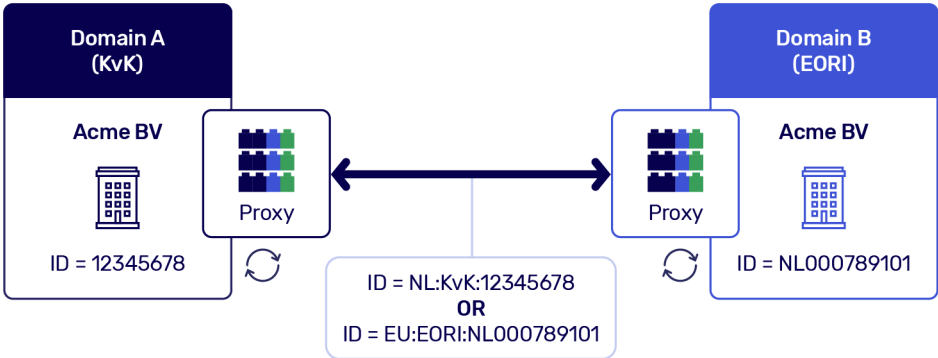 Domain A
(KvK)
Acme BV
Proxy
ID = 12345678
ID = NL:KvK:12345678
OR
ID = EU:EORI:NL000789101
Domain B
(EORI)
Acme BV
Proxy
ID = NL000789101